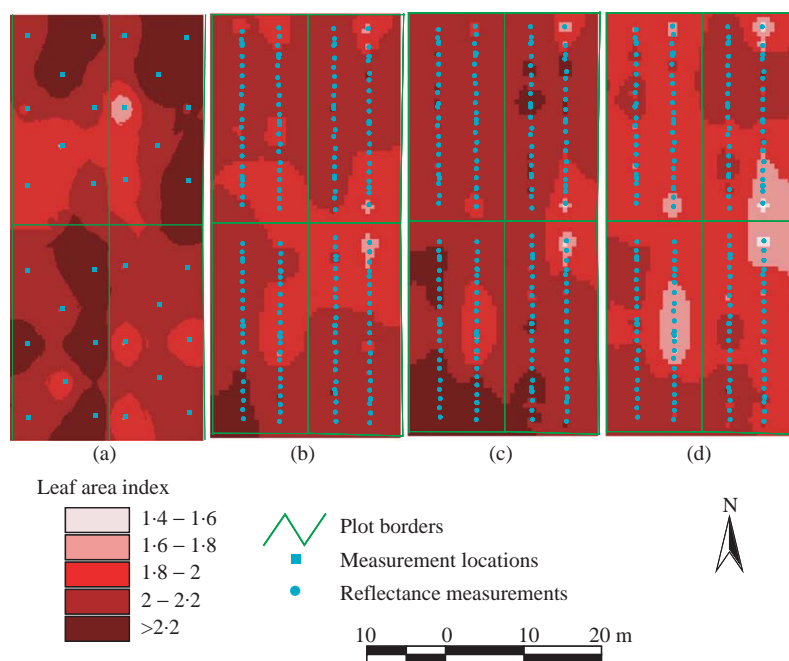 (a) (b) (c) (d)
Leaf area index
1·4 – 1·6
1·6 – 1·8
1·8 – 2
2 – 2·2
>2·2
Plot borders
Measurement locations
Reflectance measurements
N
10 0 10 20 m